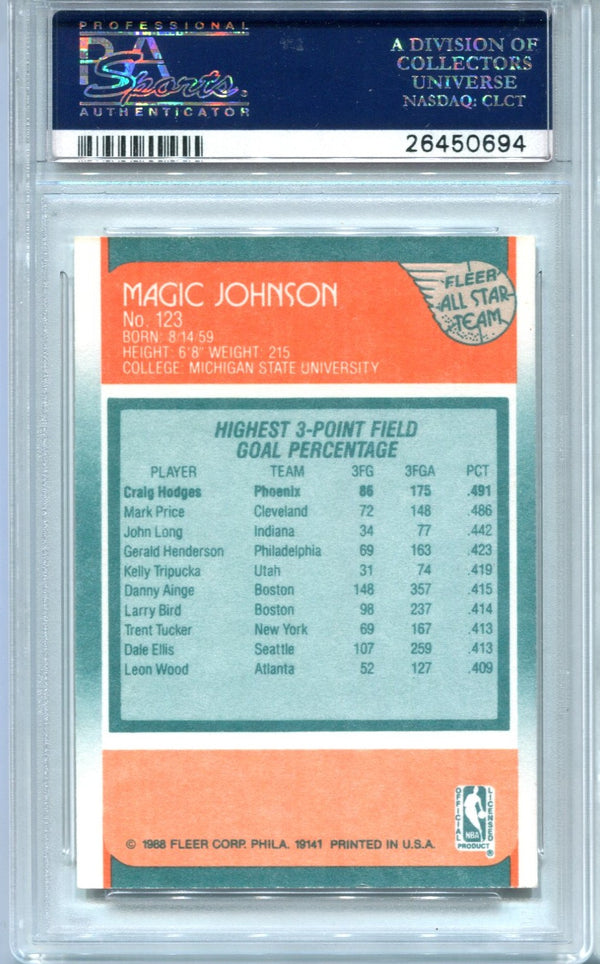 PROFESSIONAL
PSA
Sports.
AUTHENTICATOR
A DIVISION OF
COLLECTORS
UNIVERSE
NASDAQ: CLCT
26450694
MAGIC JOHNSON
No. 123
BORN: 8/14/59
HEIGHT: 6'8" WEIGHT: 215
COLLEGE: MICHIGAN STATE UNIVERSITY
FLEER
ALL STAR
TEAM
HIGHEST 3-POINT FIELD
GOAL PERCENTAGE
PLAYER TEAM 3FG 3FGA PCT
Craig Hodges Phoenix 86 175 .491
Mark Price Cleveland 72 148 .486
John Long Indiana 34 77 .442
Gerald Henderson Philadelphia 69 163 .423
Kelly Tripucka Utah 31 74 .419
Danny Ainge Boston 148 357 .415
Larry Bird Boston 98 237 .414
Trent Tucker New York 69 167 .413
Dale Ellis Seattle 107 259 .413
Leon Wood Atlanta 52 127 .409
OFFICIAL LICENSED
NBA
PRODUCT ®
© 1988 FLEER CORP. PHILA. 19141 PRINTED IN U.S.A.